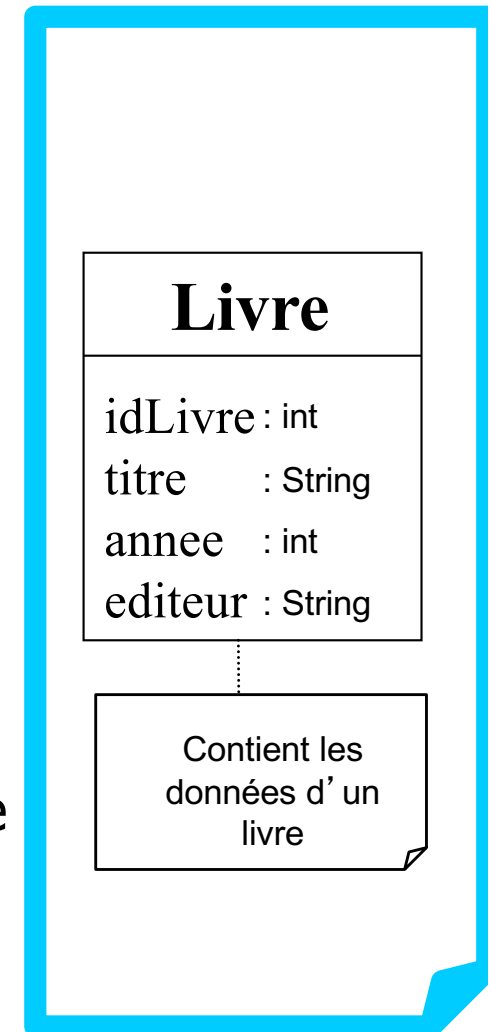 Livre
idLivre : int
titre : String
annee : int
editeur : String
Contient les
données d’un
livre
e